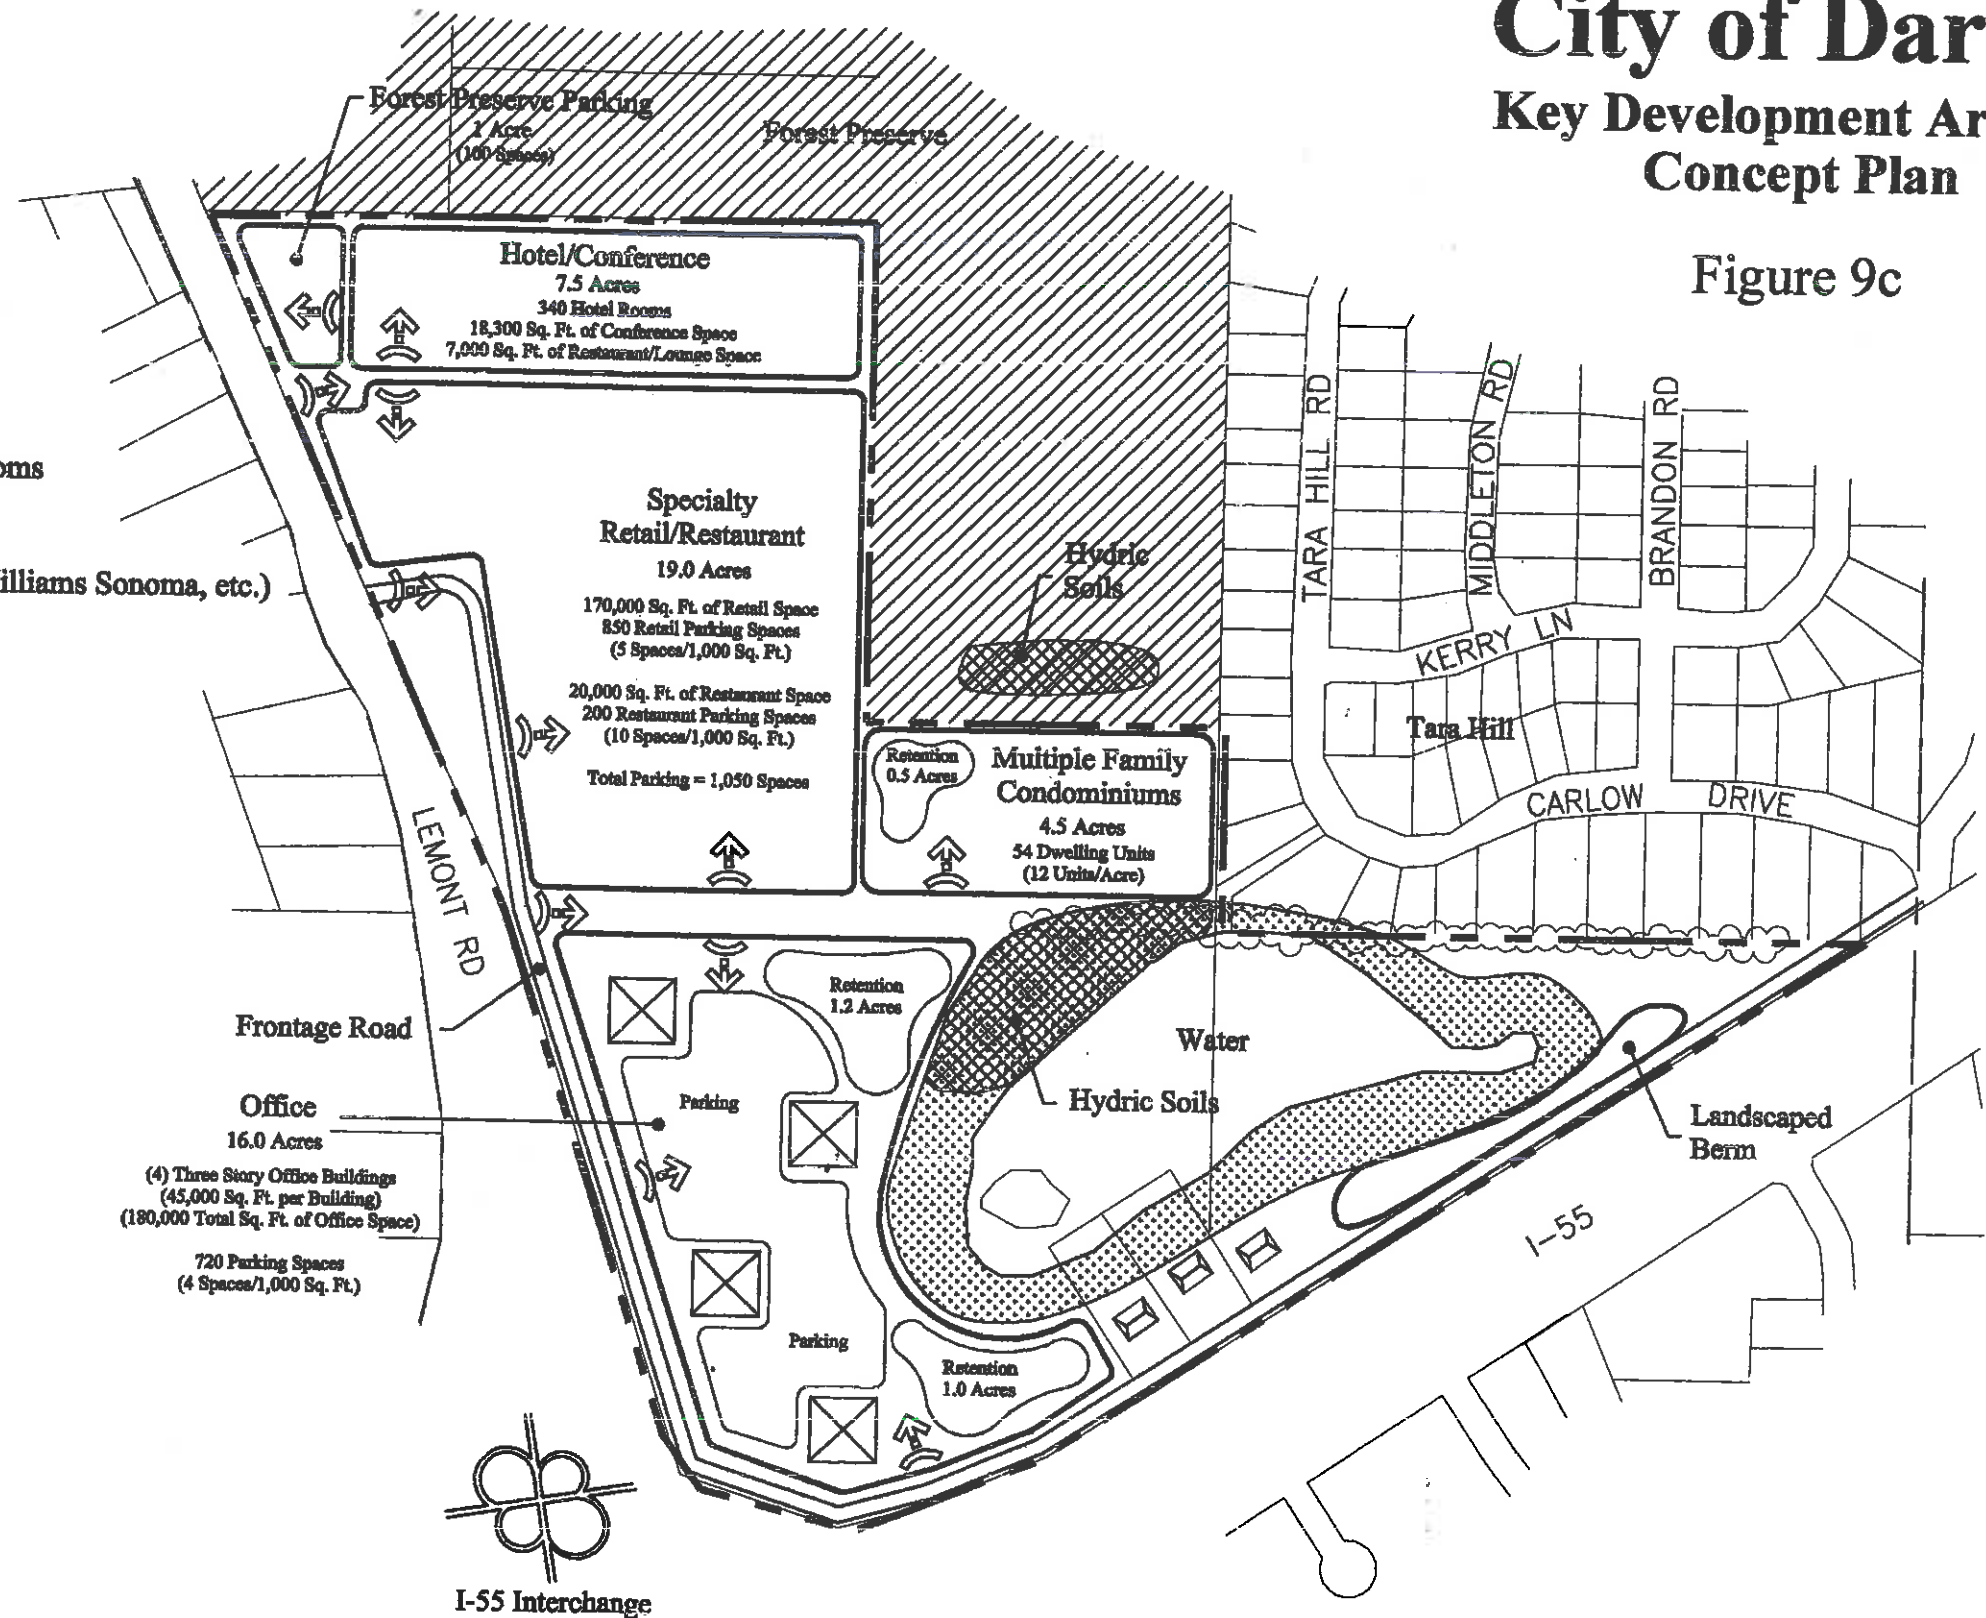 City of Dar
Key Development Ar
Concept Plan
Figure 9c
Forest Preserve Parking
1 Acre
(100 Spaces)
Forest Preserve
Hotel/Conference
7.5 Acres
340 Hotel Rooms
18,300 Sq. Ft. of Conference Space
7,000 Sq. Ft. of Restaurant/Lounge Space
oms
illiams Sonoma, etc.)
Specialty
Retail/Restaurant
19.0 Acres
170,000 Sq. Ft. of Retail Space
850 Retail Parking Spaces
(5 Spaces/1,000 Sq. Ft.)
20,000 Sq. Ft. of Restaurant Space
200 Restaurant Parking Spaces
(10 Spaces/1,000 Sq. Ft.)
Total Parking = 1,050 Spaces
Hydric
Soils
TARA HILL RD
MIDDLETON RD
BRANDON RD
KERRY LN
Tara Hill
CARLOW DRIVE
Retention
0.5 Acres
Multiple Family
Condominiums
4.5 Acres
54 Dwelling Units
(12 Units/Acre)
LEMONT RD
Frontage Road
Retention
1.2 Acres
Water
Hydric Soils
Parking
Office
16.0 Acres
(4) Three Story Office Buildings
(45,000 Sq. Ft. per Building)
(180,000 Total Sq. Ft. of Office Space)
720 Parking Spaces
(4 Spaces/1,000 Sq. Ft.)
Landscaped
Berm
I-55
Parking
Retention
1.0 Acres
I-55 Interchange